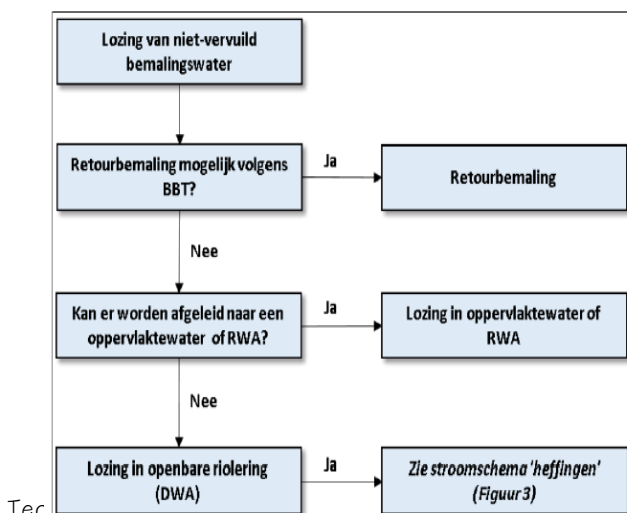 Lozing van niet-vervuild
bemalingswater
Retourbemaling mogelijk volgens
BBT?
Ja
Retourbemaling
Nee
Kan er worden afgeleid naar een
oppervlaktewater of RWA?
Ja
Lozing in oppervlaktewater of
RWA
Nee
Lozing in openbare riolering
(DWA)
Ja
Zie stroomschema 'heffingen'
(Figuur 3)
Tec